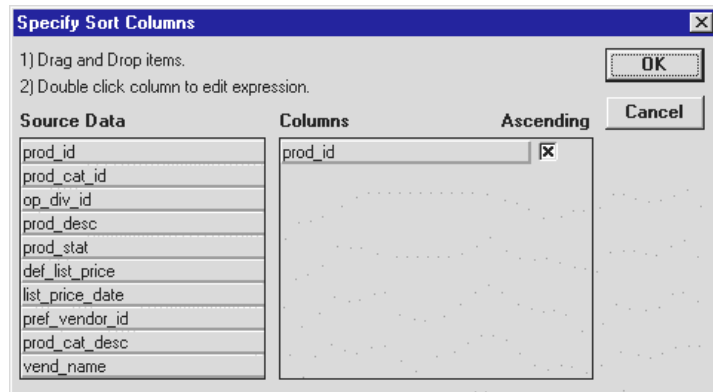 Specify Sort Columns
1) Drag and Drop items.
2) Double click column to edit expression.
OK
Cancel
Source Data Columns Ascending
prod_id prod_id
prod_cat_id
op_div_id
prod_desc
prod_stat
def_list_price
list_price_date
pref_vendor_id
prod_cat_desc
vend_name